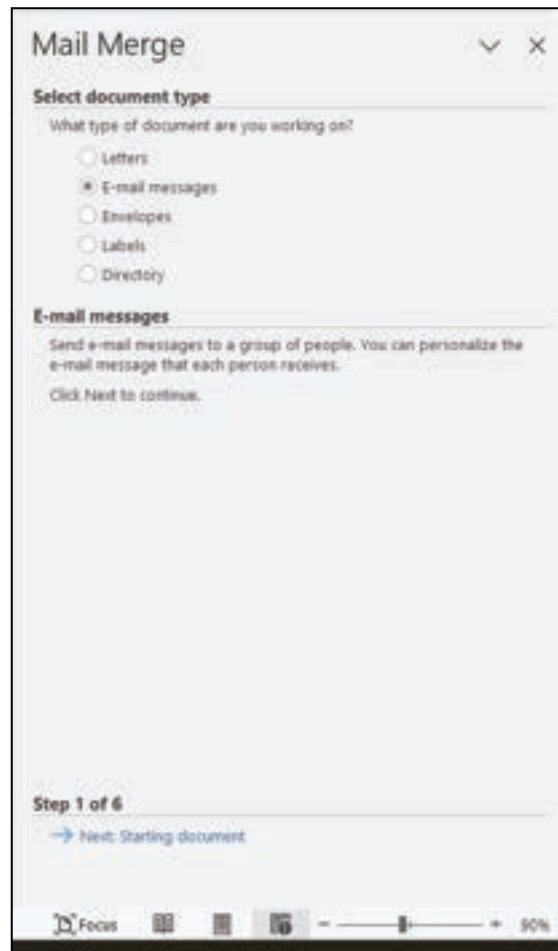 Mail Merge
Select document type
What type of document are you working on?
Letters
E-mail messages
Envelopes
Labels
Directory
E-mail messages
Send e-mail messages to a group of people. You can personalize the
e-mail message that each person receives.
Click Next to continue.
Step 1 of 6
Next: Starting document
Focus
90%